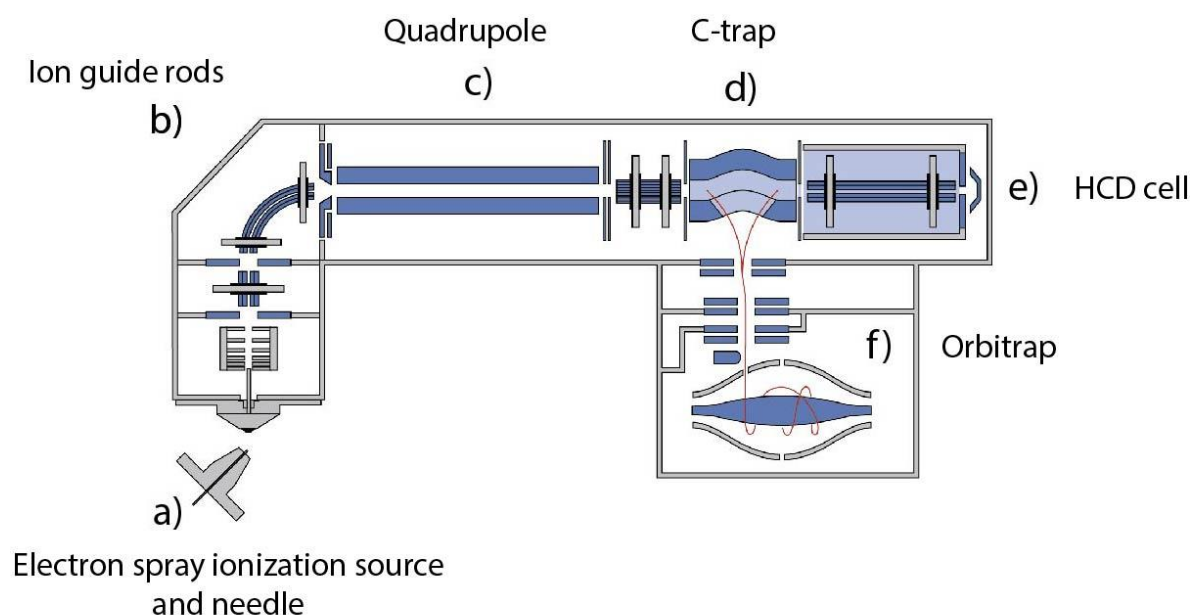 Quadrupole
c)
C-trap
d)
Ion guide rods
b)
e)
HCD cell
f)
Orbitrap
a)
Electron spray ionization source
and needle